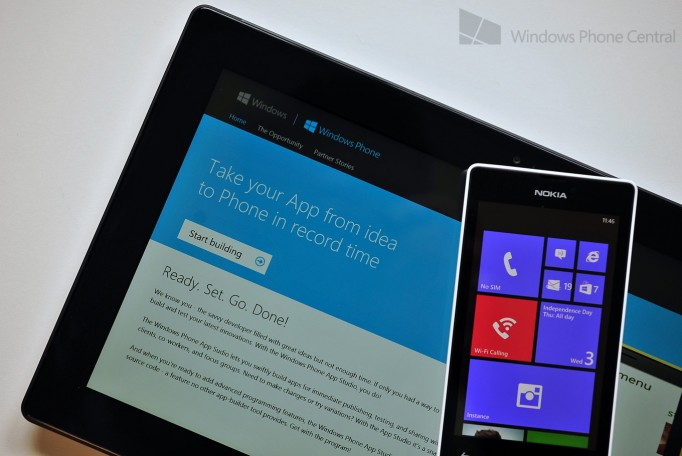 Windows Phone Central
Windows | Windows Phone
Home The Opportunity Partner Stories
Take your App from idea
to Phone in record time
Start building
Ready. Set. Go. Done!
We know you - the savvy developer filled with great ideas but not enough time. If only you had a way to
build and test your latest innovations. With the Windows Phone App Studio, you do!
The Windows Phone App Studio lets you swiftly build apps for immediate publishing, testing, and sharing w
clients, co-workers, and focus groups. Need to make changes or try variations? With the App Studio it's a sna
And when you're ready to add advanced programming features, the Windows Phone App Stud
source code - a feature no other app-builder tool provides. Get with the program!
NOKIA
11:46
No SIM
19
7
Wi-Fi Calling
Independence Day
Thu: All day
Wed 3
Instance
menu